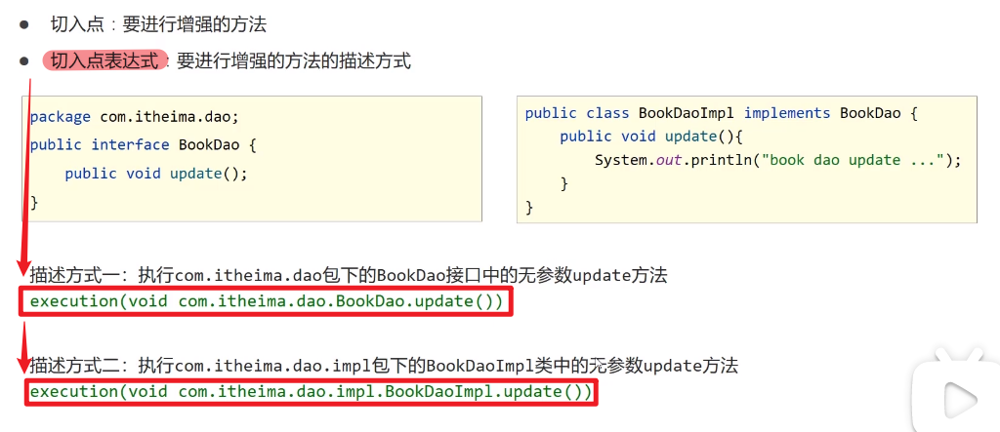 ● 切入点：要进行增强的方法
● 切入点表达式：要进行增强的方法的描述方式
package com.itheima.dao;
public interface BookDao {
public void update();
}
public class BookDaoImpl implements BookDao {
public void update(){
System.out.println("book dao update ...");
}
}
描述方式一：执行com.itheima.dao包下的BookDao接口中的无参数update方法
execution(void com.itheima.dao.BookDao.update())
描述方式二：执行com.itheima.dao.impl包下的BookDaoImpl类中的无参数update方法
execution(void com.itheima.dao.impl.BookDaoImpl.update())